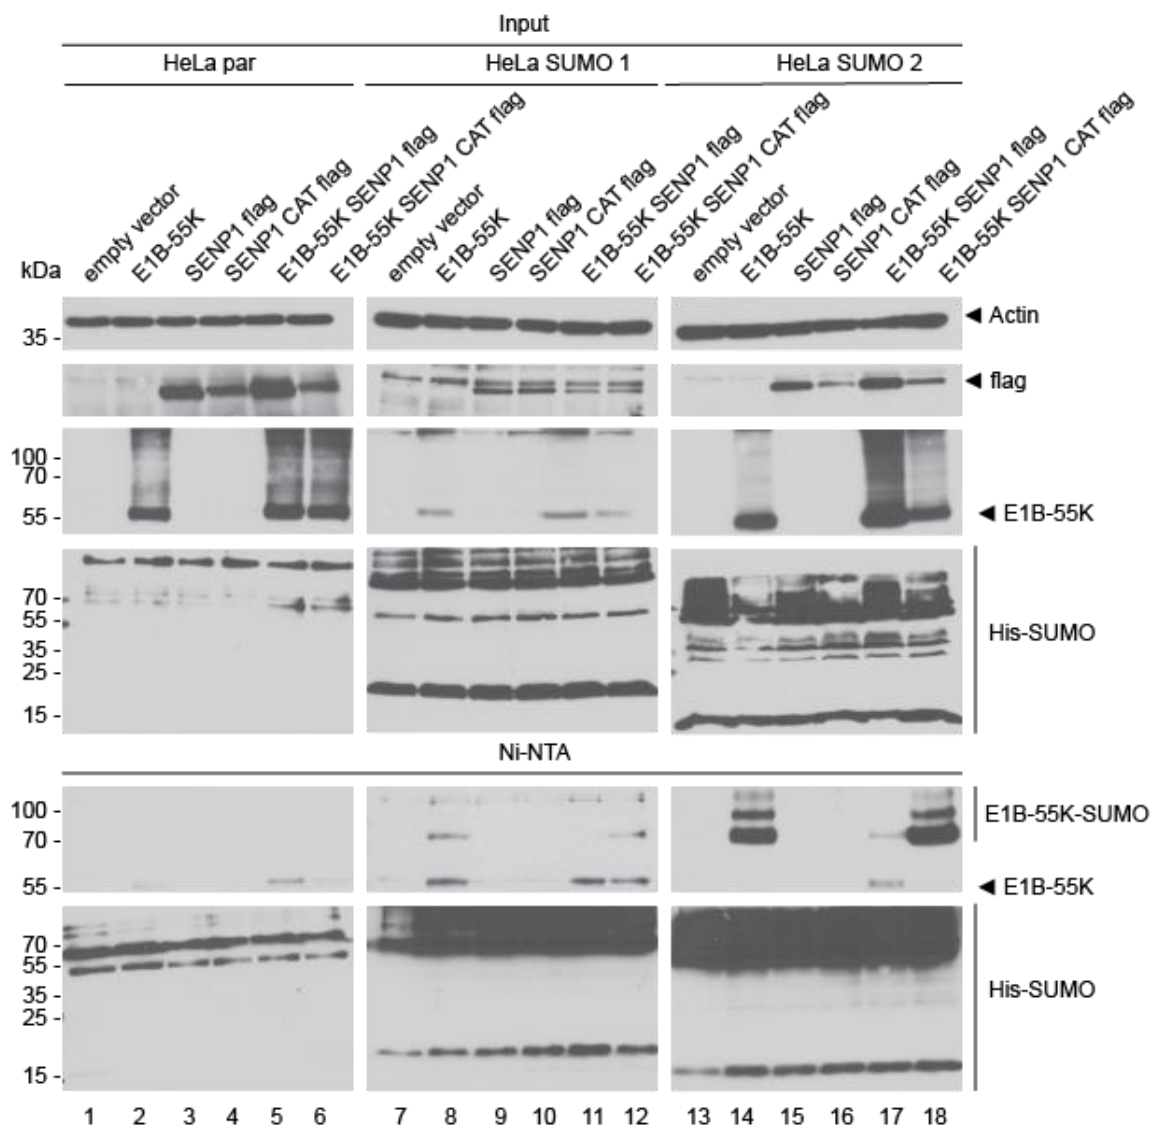 Input
HeLa par HeLa SUMO 1 HeLa SUMO 2
empty vector
E1B-55K
SENP1 flag
SENP1 CAT flag
E1B-55K SENP1 flag
E1B-55K SENP1 CAT flag
empty vector
E1B-55K
SENP1 flag
SENP1 CAT flag
E1B-55K SENP1 flag
E1B-55K SENP1 CAT flag
empty vector
E1B-55K
SENP1 flag
SENP1 CAT flag
E1B-55K SENP1 flag
E1B-55K SENP1 CAT flag
kDa
35 - ◄ Actin
◄ flag
100 -
70 -
55 - ◄ E1B-55K
70 -
55 -
35 - His-SUMO
25 -
15 -
Ni-NTA
100 - E1B-55K-SUMO
70 -
55 - ◄ E1B-55K
70 -
55 -
35 - His-SUMO
25 -
15 -
1 2 3 4 5 6 7 8 9 10 11 12 13 14 15 16 17 18